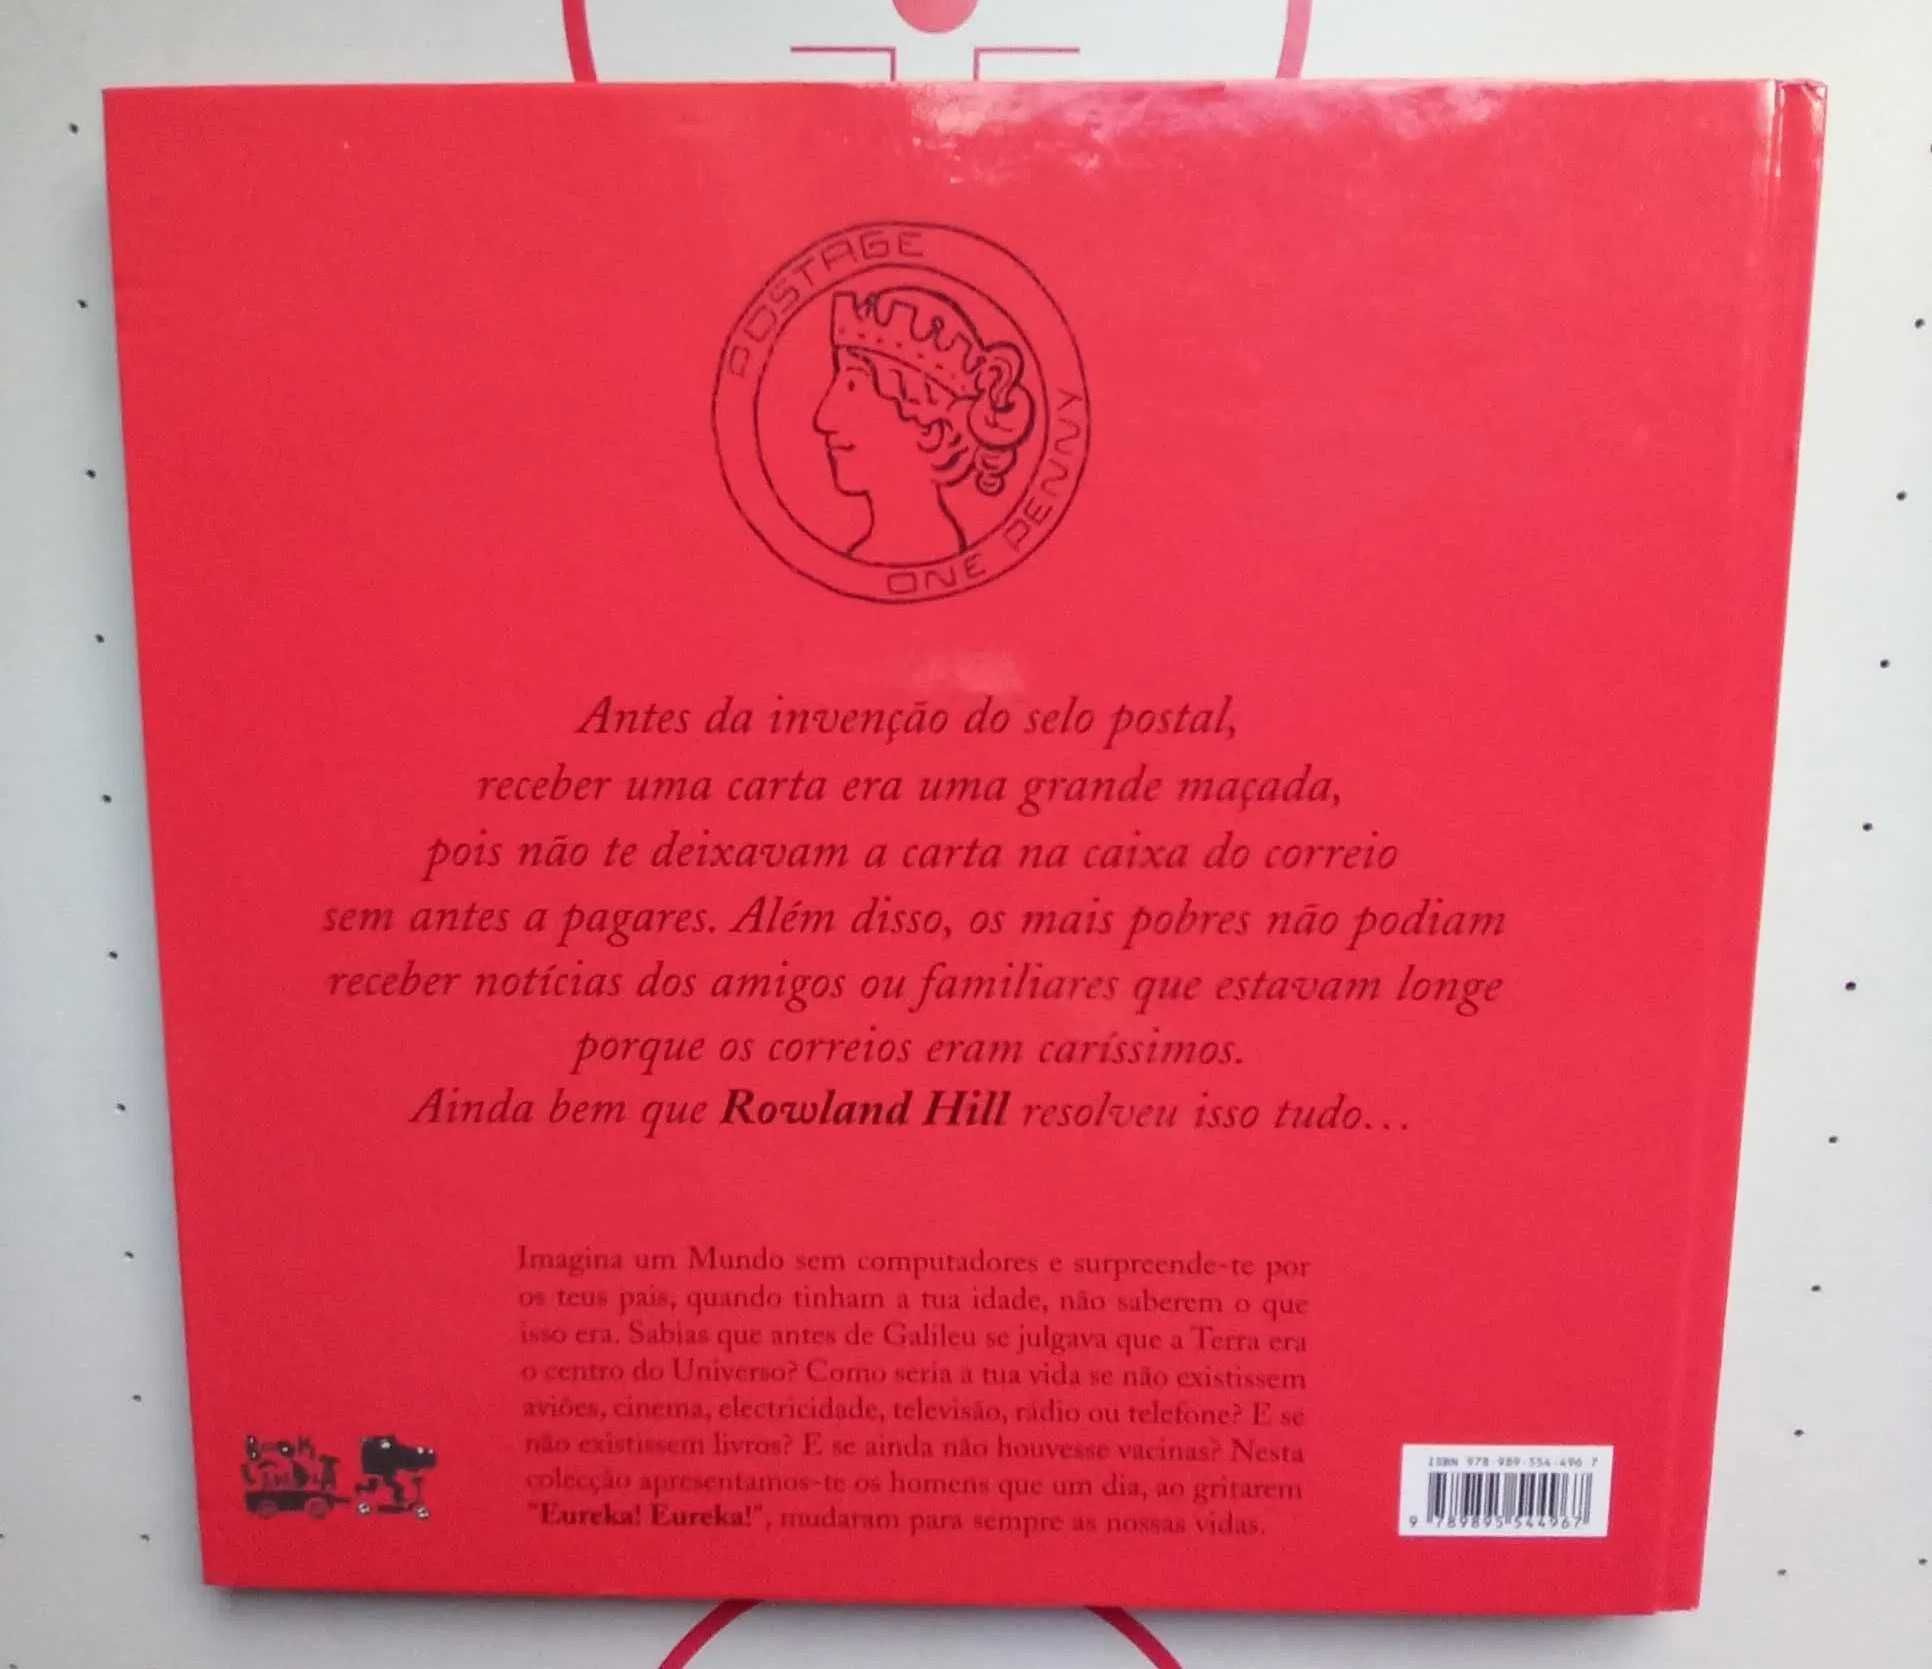 POSTAGE
ONE PENNY
Antes da invenção do selo postal,
receber uma carta era uma grande maçada,
pois não te deixavam a carta na caixa do correio
sem antes a pagares. Além disso, os mais pobres não podiam
receber notícias dos amigos ou familiares que estavam longe
porque os correios eram caríssimos.
Ainda bem que Rowland Hill resolveu isso tudo...
Imagina um Mundo sem computadores e surpreende-te por
os teus pais, quando tinham a tua idade, não saberem o que
isso era. Sabias que antes de Galileu se julgava que a Terra era
o centro do Universo? Como seria a tua vida se não existissem
aviões, cinema, electricidade, televisão, rádio ou telefone? E se
não existissem livros? E se ainda não houvesse vacinas? Nesta
colecção apresentamos-te os homens que um dia, ao gritarem
"Eureka! Eureka!", mudaram para sempre as nossas vidas.
BOOK
LANDIA
ISBN 978-989-554-496 7
9 789895 544967